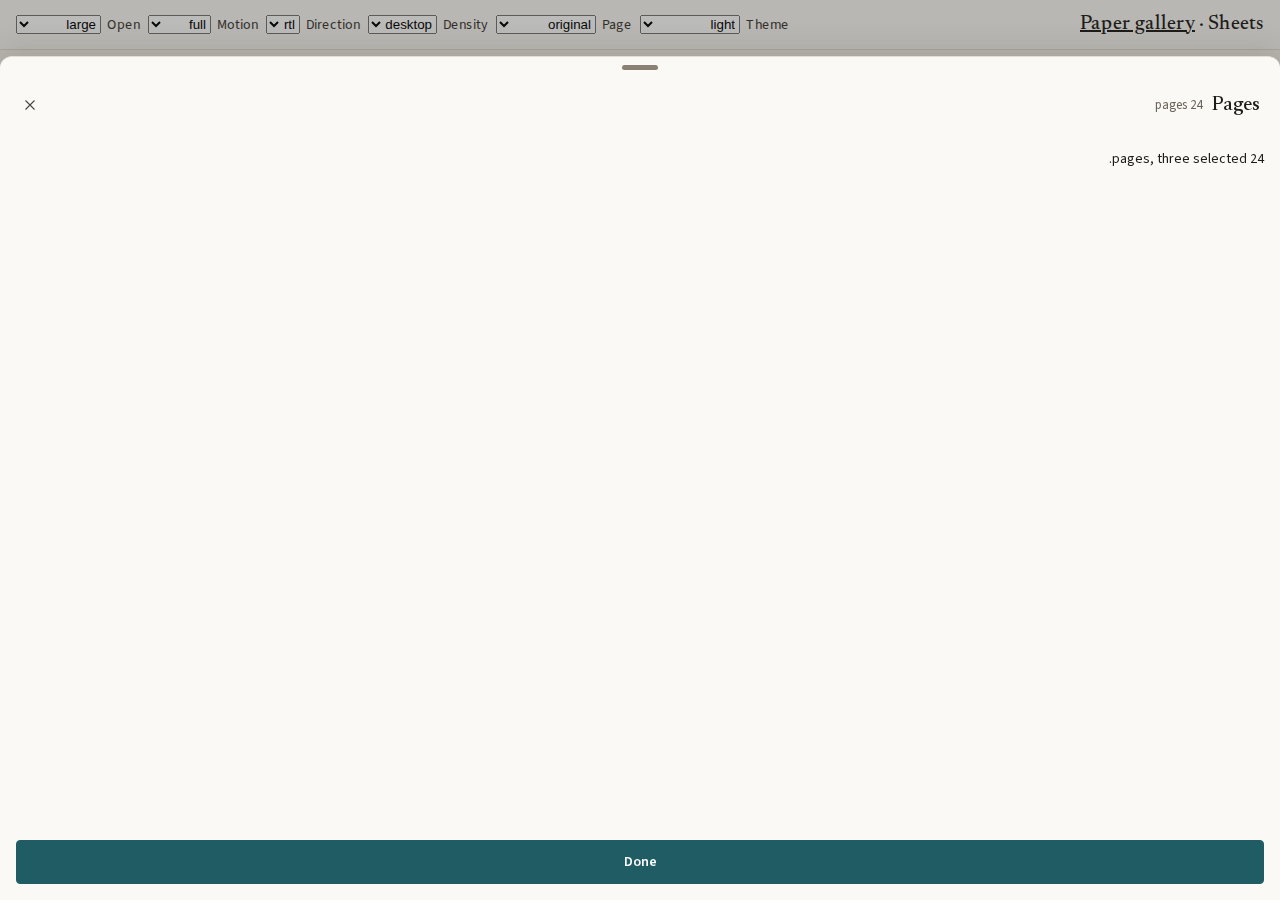 Paper gallery · Sheets
Theme light Page original Density desktop Direction rtl Motion full Open large
Pages 24 pages
24 pages, three selected.
Done